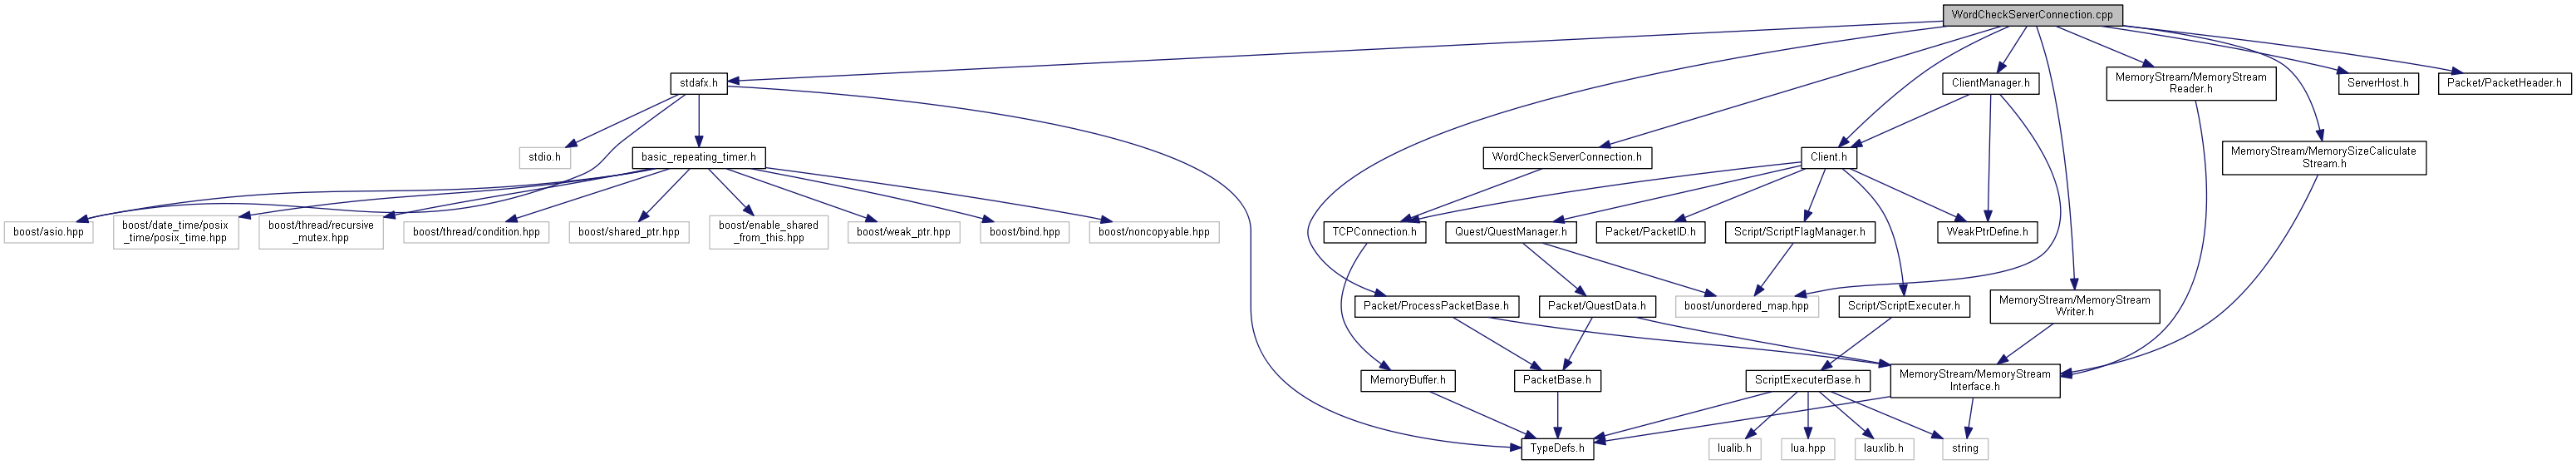 WordCheckServerConnection.cpp
stdafx.h
ClientManager.h
MemoryStream/MemoryStream
Reader.h
ServerHost.h
Packet/PacketHeader.h
stdio.h
basic_repeating_timer.h
WordCheckServerConnection.h
Client.h
MemoryStream/MemorySizeCaliculate
Stream.h
boost/asio.hpp
boost/date_time/posix
_time/posix_time.hpp
boost/thread/recursive
_mutex.hpp
boost/thread/condition.hpp
boost/shared_ptr.hpp
boost/enable_shared
_from_this.hpp
boost/weak_ptr.hpp
boost/bind.hpp
boost/noncopyable.hpp
TCPConnection.h
Quest/QuestManager.h
Packet/PacketID.h
Script/ScriptFlagManager.h
WeakPtrDefine.h
Packet/ProcessPacketBase.h
Packet/QuestData.h
boost/unordered_map.hpp
Script/ScriptExecuter.h
MemoryStream/MemoryStream
Writer.h
MemoryBuffer.h
PacketBase.h
ScriptExecuterBase.h
MemoryStream/MemoryStream
Interface.h
TypeDefs.h
lualib.h
lua.hpp
lauxlib.h
string